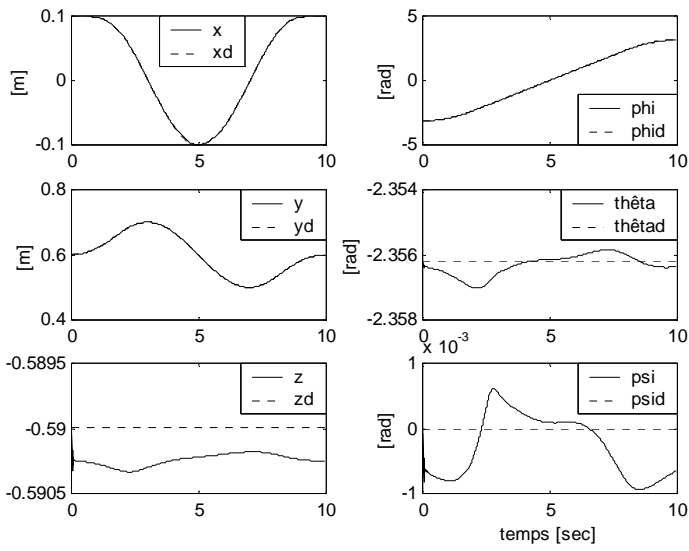 0.1
0
-0.1
[m]
0
5
10
x
xd
5
0
-5
[rad]
0
5
10
phi
phid
0.8
0.6
0.4
[m]
0
5
10
y
yd
-2.354
-2.356
-2.358
[rad]
0
5
10
thêta
thêtad
-0.5895
-0.59
-0.5905
0
5
10
z
zd
x 10-3
1
0
-1
[rad]
0
5
10
psi
psid
temps [sec]